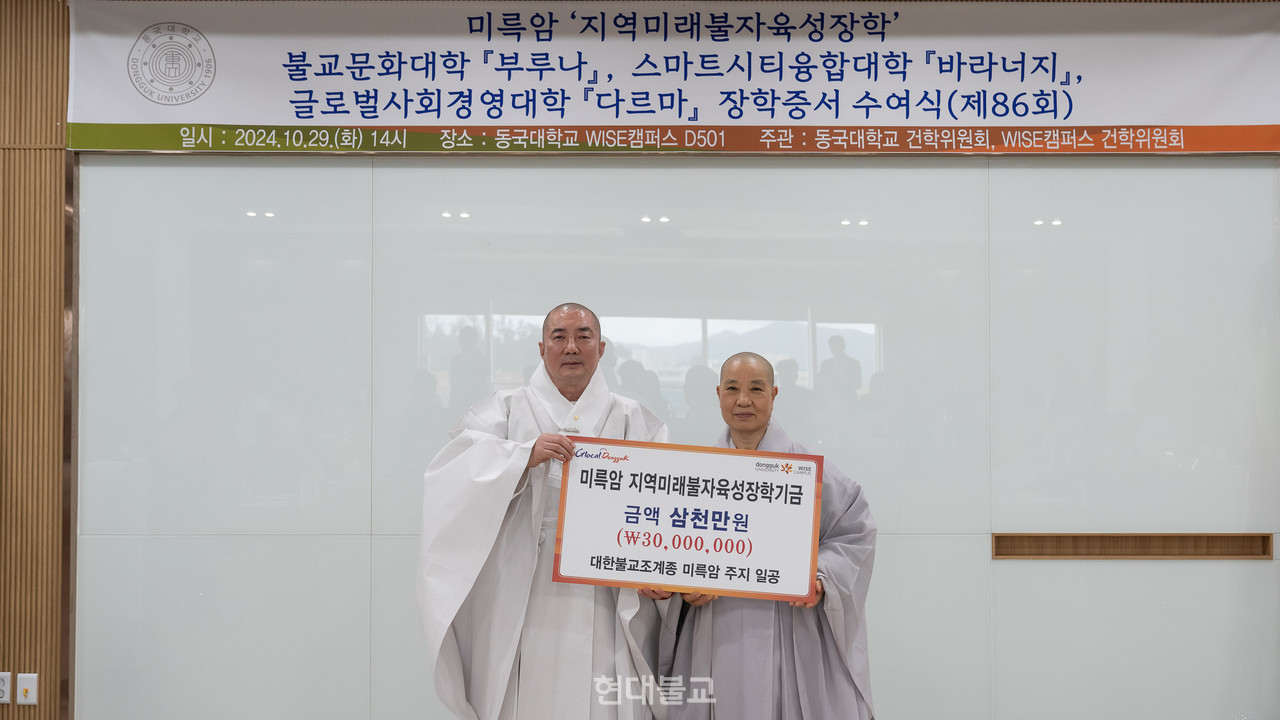 미륵암 ‘지역미래불자육성장학’
불교문화대학 『부루나』, 스마트시티융합대학 『바라너지』,
글로벌사회경영대학 『다르마』 장학증서 수여식(제86회)
일시 : 2024.10.29.(화) 14시 장소 : 동국대학교 WISE캠퍼스 D501 주관 : 동국대학교 건학위원회, WISE캠퍼스 건학위원회
동국대학교
DONGGUK UNIVERSITY 1906
Glocal Dongguk
dongguk UNIVERSITY WISE CAMPUS
미륵암 지역미래불자육성장학기금
금액 삼천만원
(₩30,000,000)
대한불교조계종 미륵암 주지 일공
현대불교